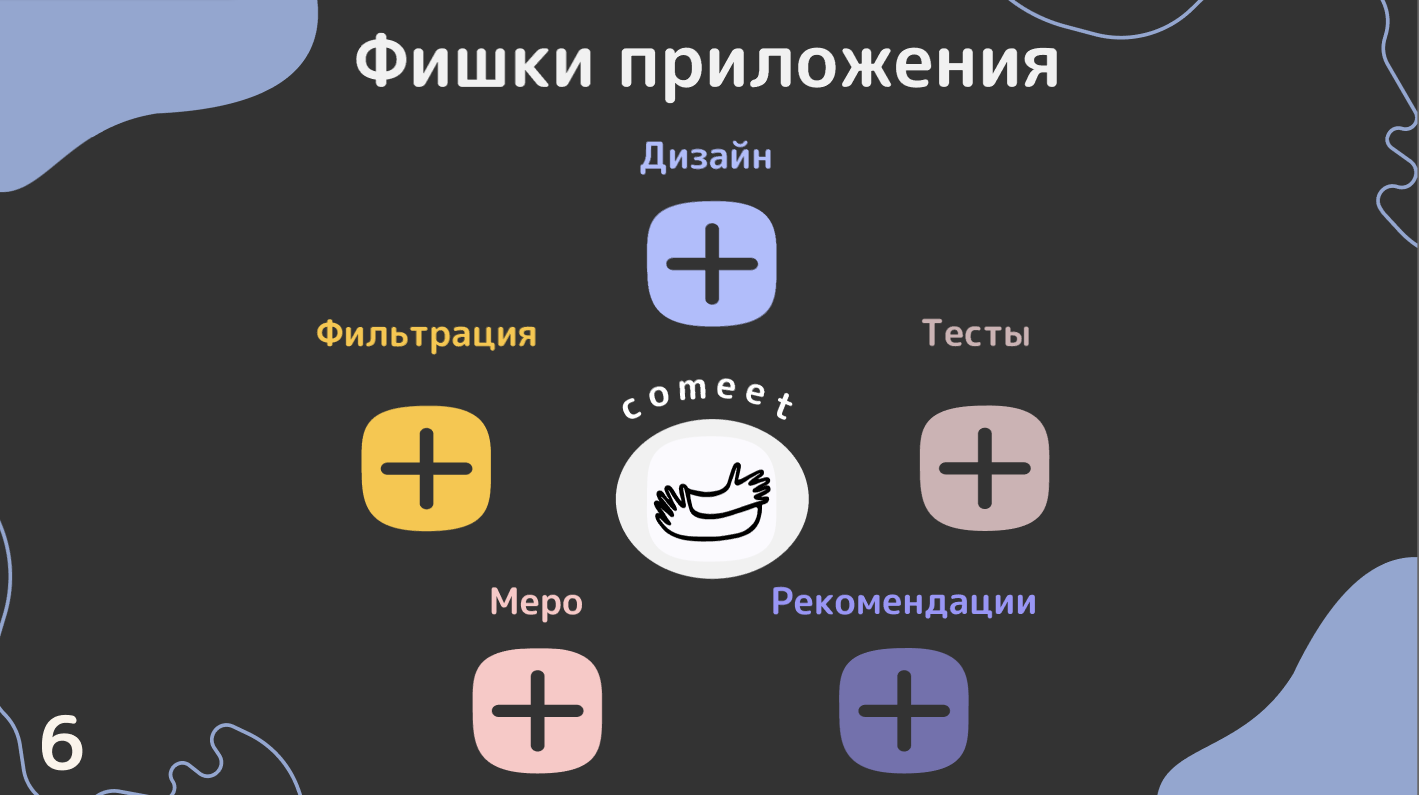 Фишки приложения
Дизайн
Фильтрация
Тесты
comeet
Меро
Рекомендации
6